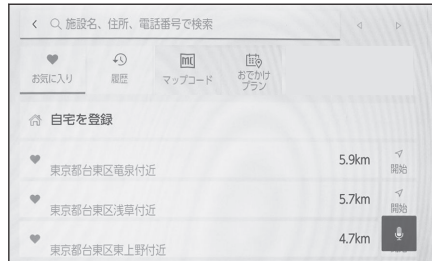 施設名、住所、電話番号で検索
お気に入り
履歴
マップコード
おでかけ
プラン
自宅を登録
5.9km
東京都台東区竜泉付近
開始
5.7km
東京都台東区浅草付近
開始
4.7km
東京都台東区東上野付近